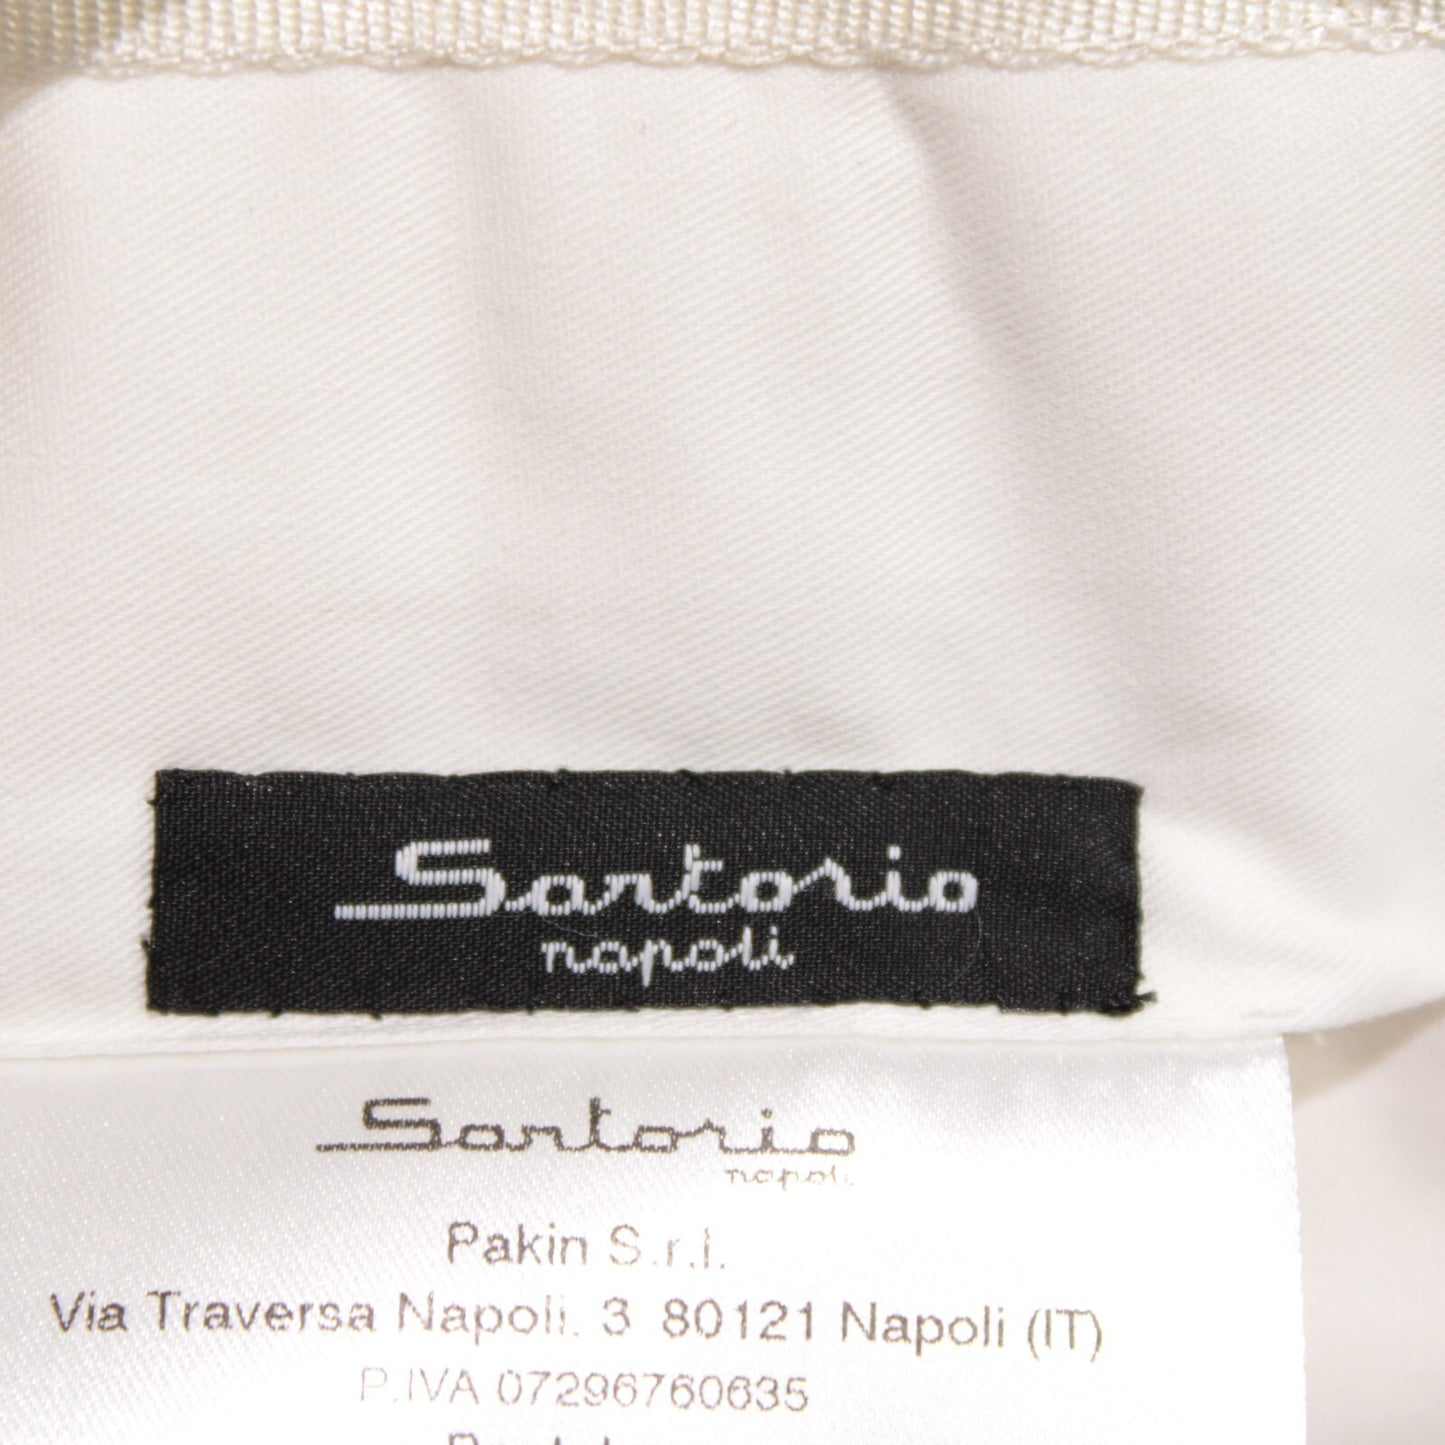 Sartorio
napoli
Sartorio
napoli
Pakin S.r.l.
Via Traversa Napoli, 3 80121 Napoli (IT)
P.IVA 07296760635